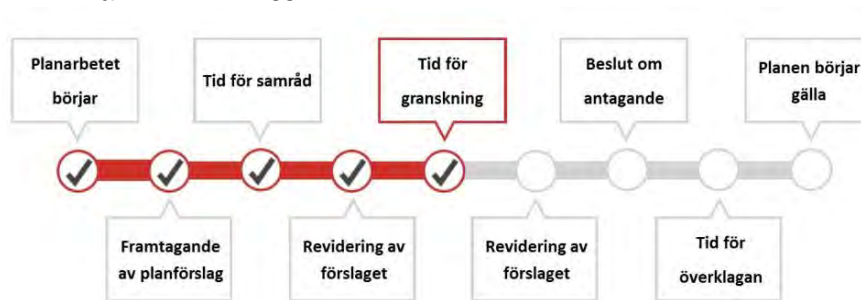 Planarbetet
börjar
Tid för samråd
Tid för
granskning
Beslut om
antagande
Planen börjar
gälla
Framtagande
av planförslag
Revidering av
förslaget
Revidering av
förslaget
Tid för
överklagan